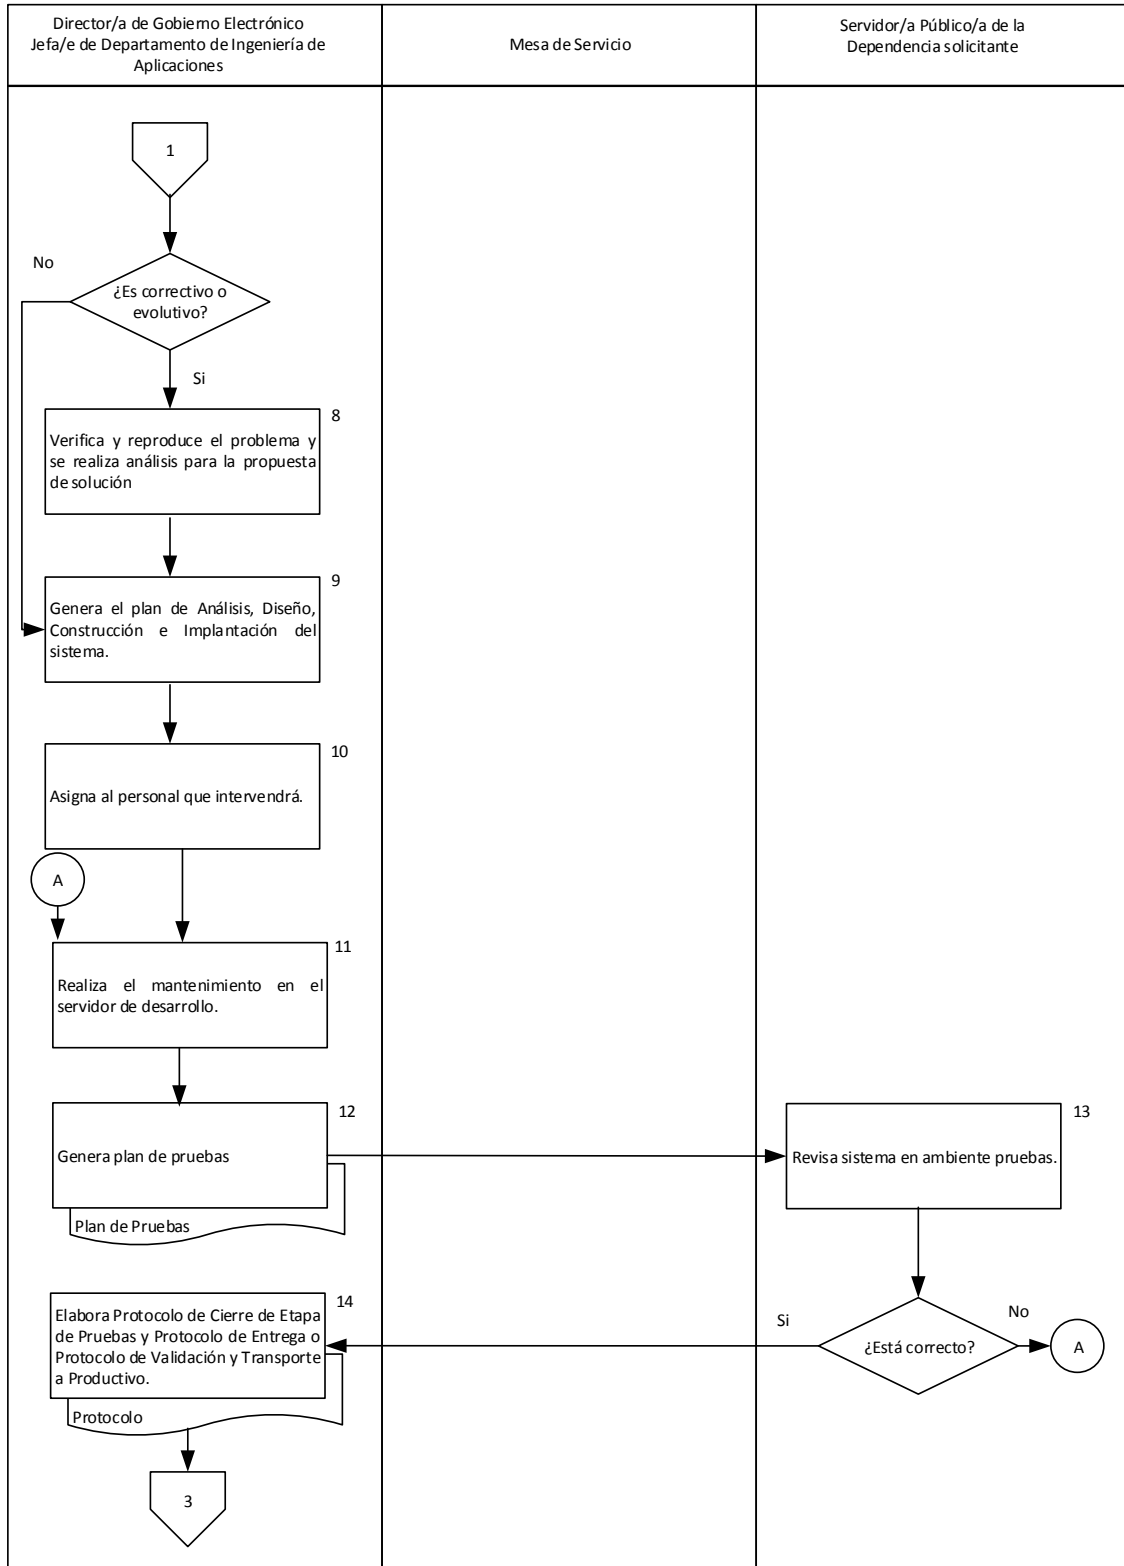 Director/a de Gobierno Electrónico
Jefa/e de Departamento de Ingeniería de
Aplicaciones
Mesa de Servicio
Servidor/a Público/a de la
Dependencia solicitante
1
No
¿Es correctivo o
evolutivo?
Si
8
Verifica y reproduce el problema y
se realiza análisis para la propuesta
de solución
9
Genera el plan de Análisis, Diseño,
Construcción e Implantación del
sistema.
10
Asigna al personal que intervendrá.
A
11
Realiza el mantenimiento en el
servidor de desarrollo.
12
Genera plan de pruebas
Plan de Pruebas
13
Revisa sistema en ambiente pruebas.
14
Elabora Protocolo de Cierre de Etapa
de Pruebas y Protocolo de Entrega o
Protocolo de Validación y Transporte
a Productivo.
Protocolo
Si
¿Está correcto?
No
A
3